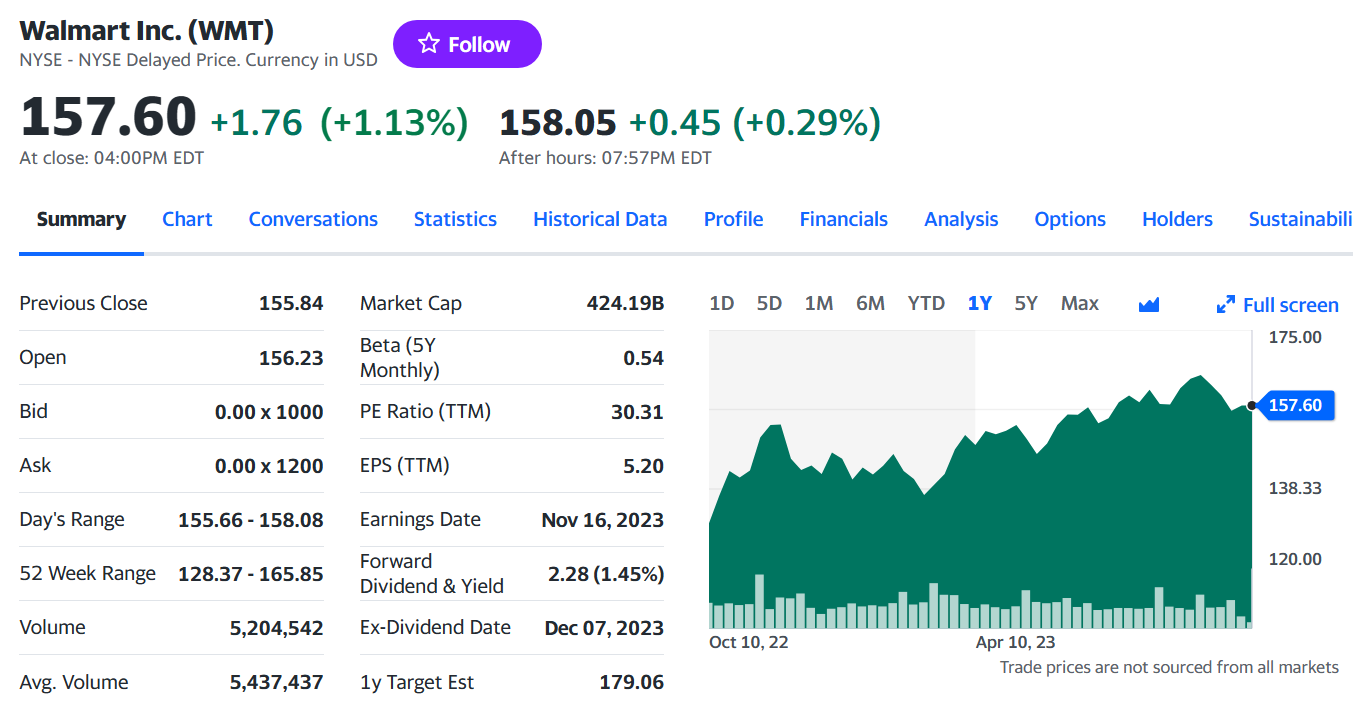 Walmart Inc. (WMT)
Follow
NYSE - NYSE Delayed Price. Currency in USD
157.60 +1.76 (+1.13%) 158.05 +0.45 (+0.29%)
At close: 04:00PM EDT After hours: 07:57PM EDT
Summary Chart Conversations Statistics Historical Data Profile Financials Analysis Options Holders Sustainabili
Previous Close 155.84
Open 156.23
Bid 0.00 x 1000
Ask 0.00 x 1200
Day's Range 155.66 - 158.08
52 Week Range 128.37 - 165.85
Volume 5,204,542
Avg. Volume 5,437,437
Market Cap 424.19B
Beta (5Y
Monthly) 0.54
PE Ratio (TTM) 30.31
EPS (TTM) 5.20
Earnings Date Nov 16, 2023
Forward
Dividend & Yield 2.28 (1.45%)
Ex-Dividend Date Dec 07, 2023
1y Target Est 179.06
1D 5D 1M 6M YTD 1Y 5Y Max Full screen
175.00
157.60
138.33
120.00
Oct 10, 22 Apr 10, 23
Trade prices are not sourced from all markets